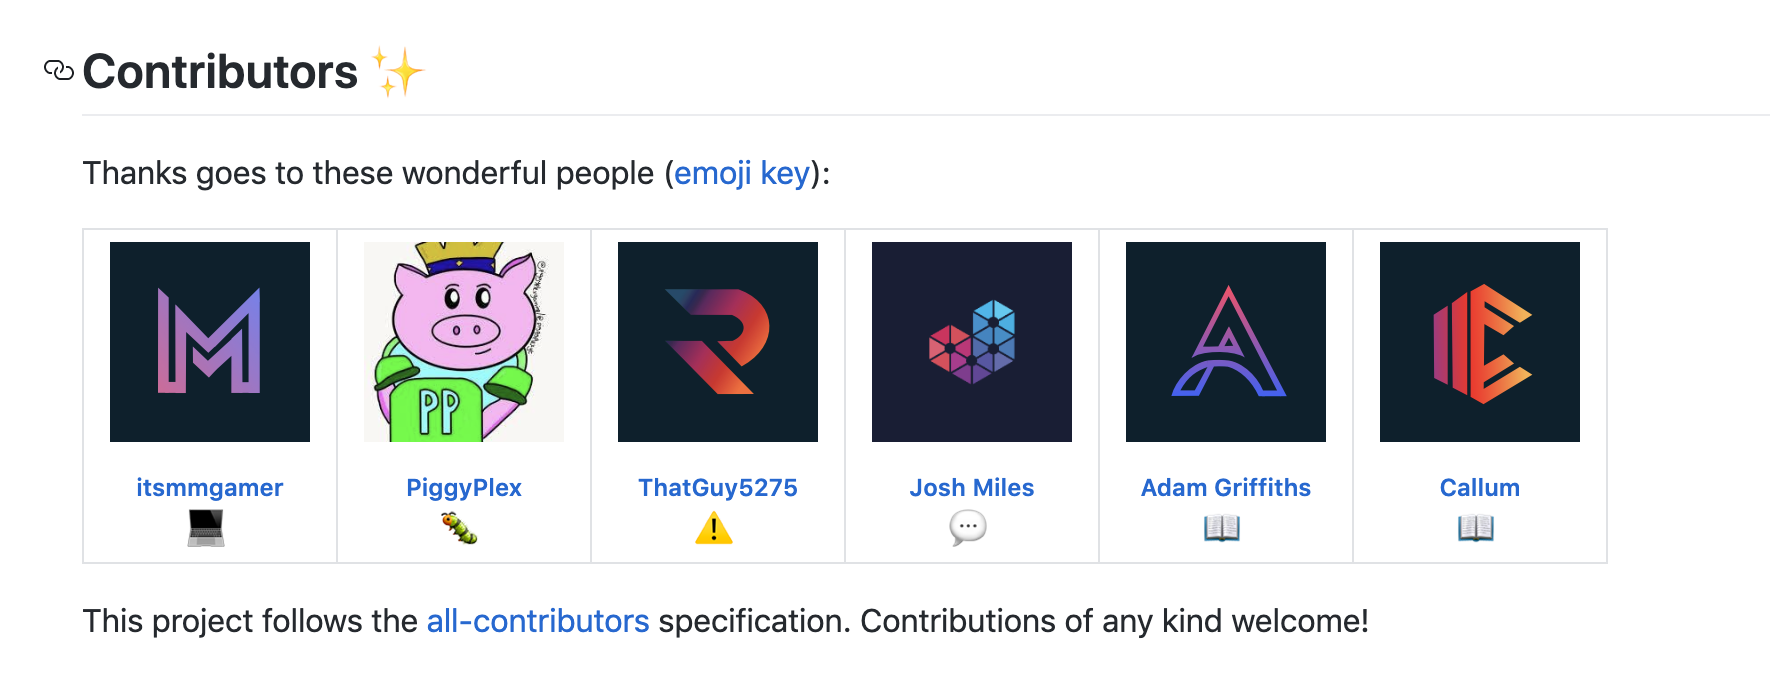 Contributors ✨
Thanks goes to these wonderful people (emoji key):
PP
itsmmgamer
PiggyPlex
ThatGuy5275
Josh Miles
Adam Griffiths
Callum
This project follows the all-contributors specification. Contributions of any kind welcome!